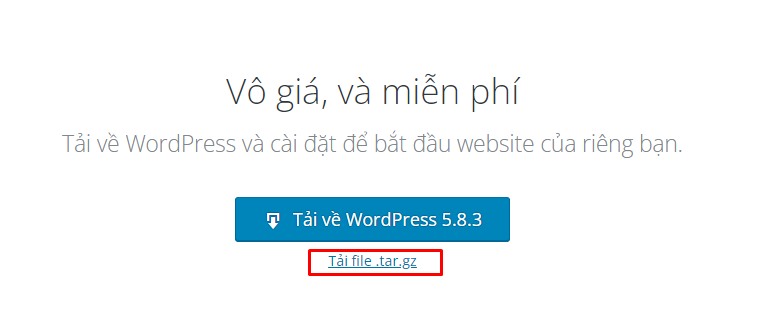 Vô giá, và miễn phí
Tải về WordPress và cài đặt để bắt đầu website của riêng bạn.
Tải về WordPress 5.8.3
Tải file .tar.gz